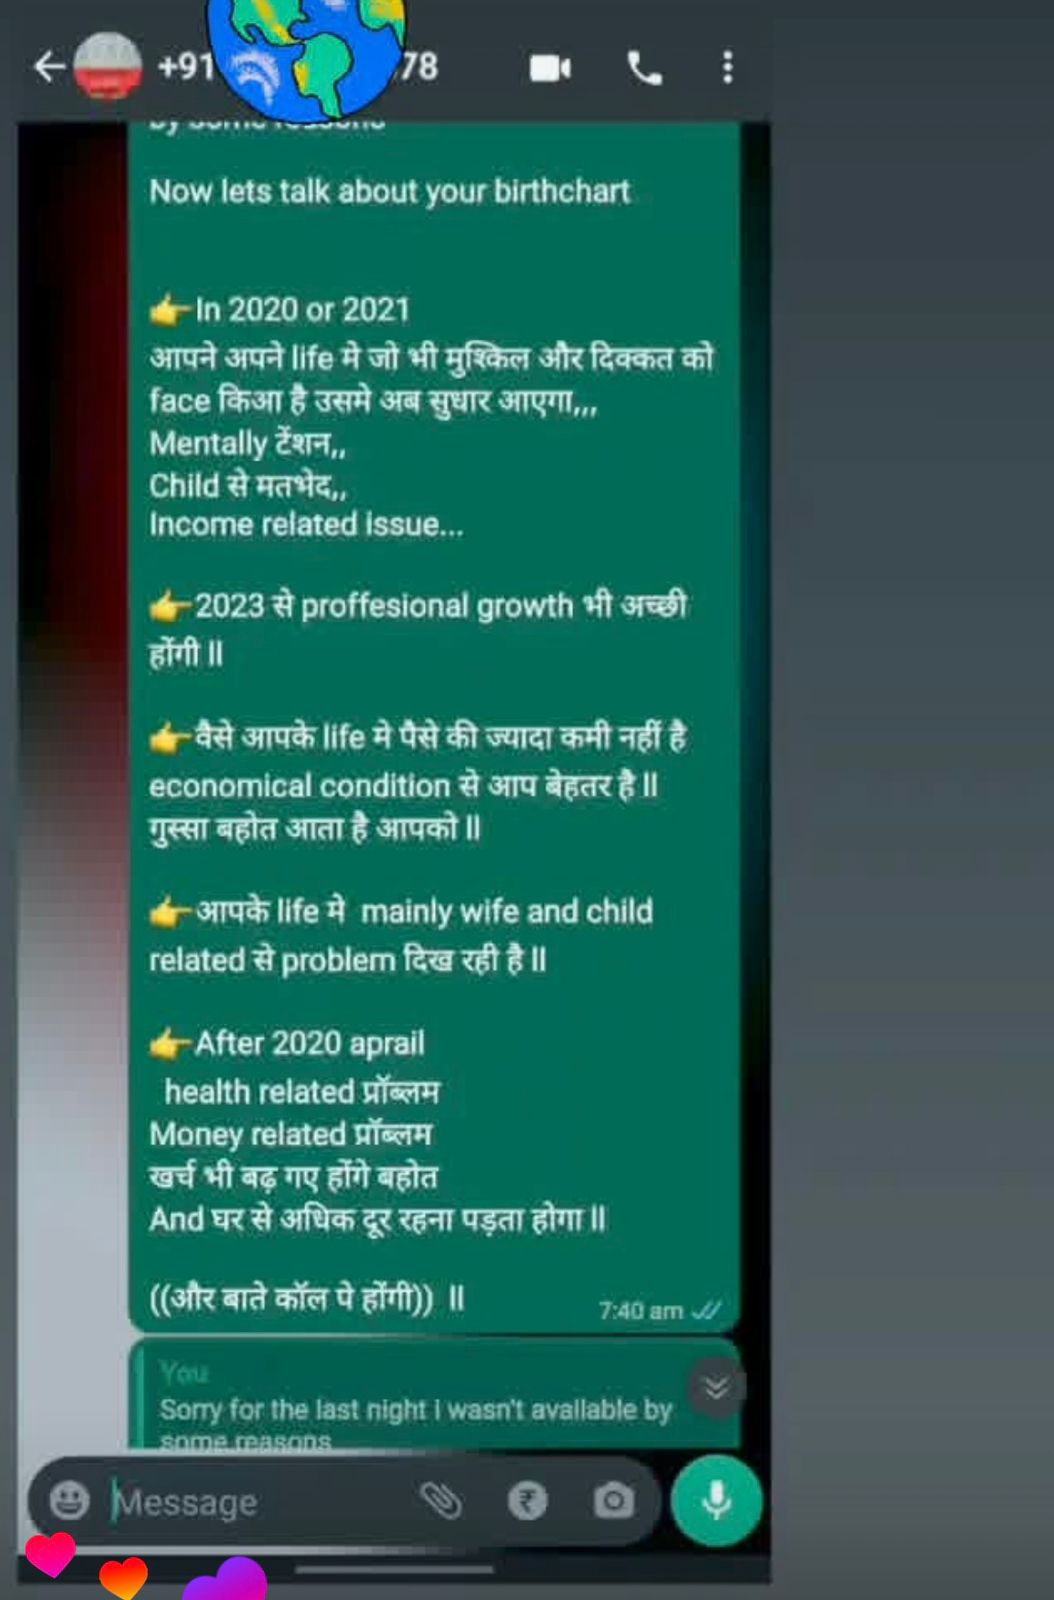 +91
78
by some reasons
Now lets talk about your birthchart
👉In 2020 or 2021
आपने अपने life मे जो भी मुश्किल और दिक्कत को
face किआ है उसमे अब सुधार आएगा,,,
Mentally टेंशन,,
Child से मतभेद,,
Income related issue...
👉2023 से proffesional growth भी अच्छी
होंगी ll
👉वैसे आपके life मे पैसे की ज्यादा कमी नहीं है
economical condition से आप बेहतर है ll
गुस्सा बहोत आता है आपको ll
👉आपके life मे mainly wife and child
related से problem दिख रही है ll
👉After 2020 aprail
health related प्रॉब्लम
Money related प्रॉब्लम
खर्च भी बढ़ गए होंगे बहोत
And घर से अधिक दूर रहना पड़ता होगा ll
((और बाते कॉल पे होंगी)) ll
7:40 am
You
Sorry for the last night i wasn't available by
some reasons
Message